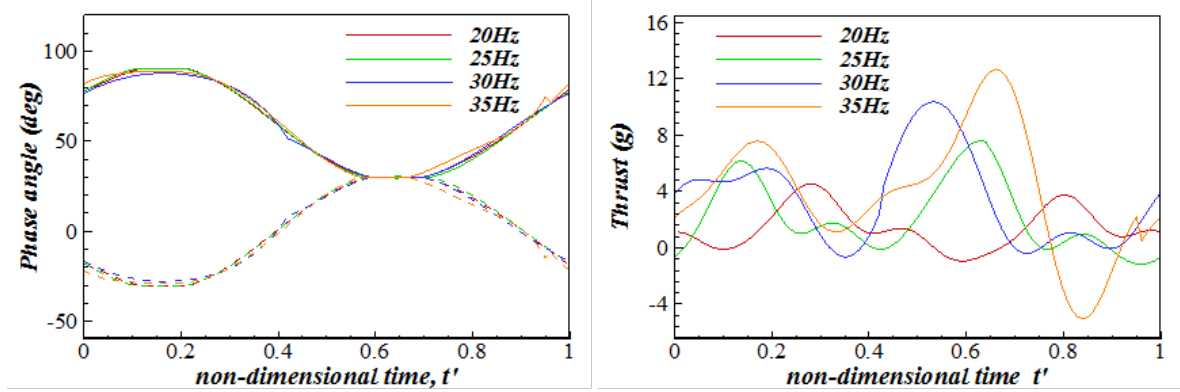 Phase angle (deg)
100
50
0
-50
20Hz
25Hz
30Hz
35Hz
0
0.2
0.4
0.6
0.8
1
non-dimensional time, t'
Thrust (g)
16
12
8
4
0
-4
20Hz
25Hz
30Hz
35Hz
0
0.2
0.4
0.6
0.8
1
non-dimensional time t'